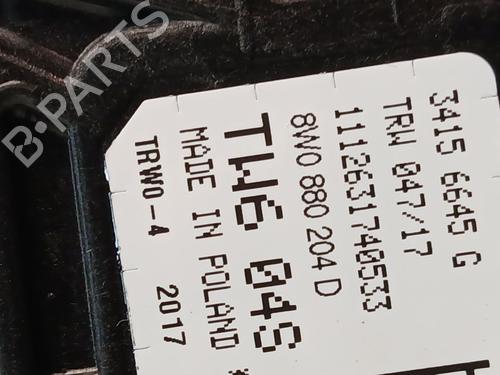 3415 6645 G
TRW 047/17
1112631740533
8W0 880 204 D
TW6 04S
MADE IN POLAND *
TRW0-4 2017
B-PARTS